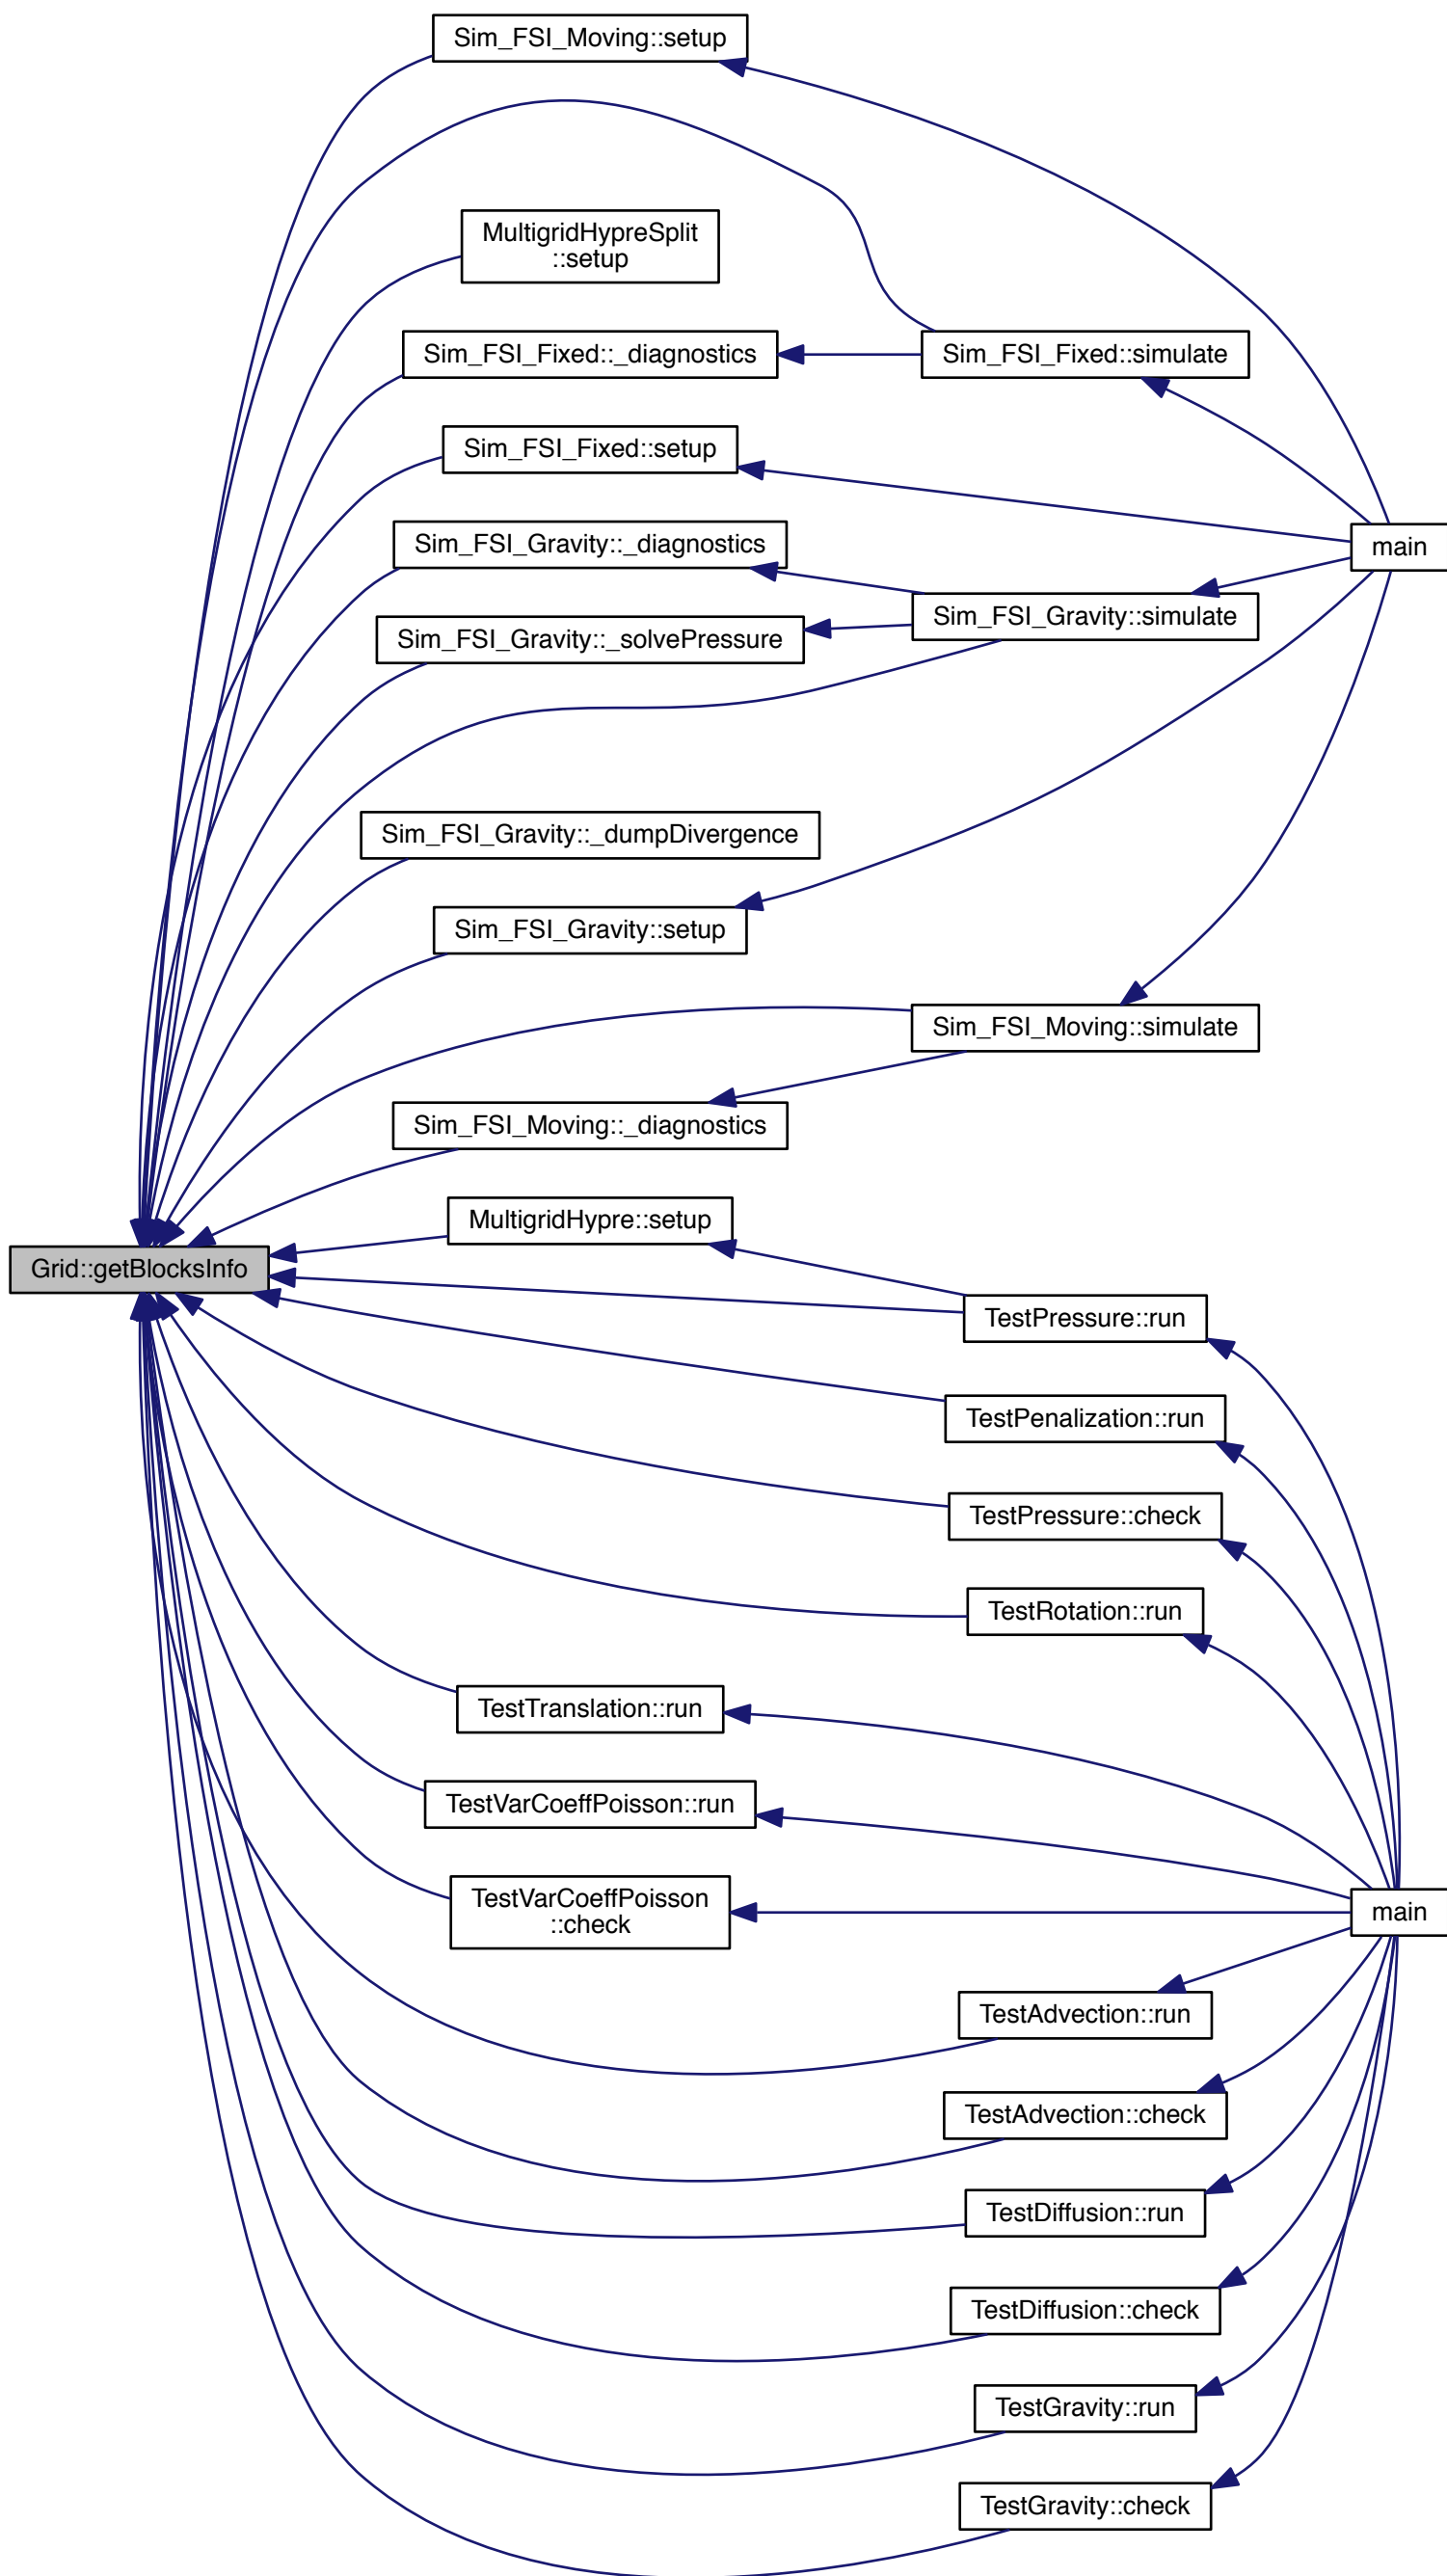 Sim_FSI_Moving::setup
MultigridHypreSplit
::setup
Sim_FSI_Fixed::_diagnostics
Sim_FSI_Fixed::simulate
Sim_FSI_Fixed::setup
Sim_FSI_Gravity::_diagnostics
main
Sim_FSI_Gravity::simulate
Sim_FSI_Gravity::_solvePressure
Sim_FSI_Gravity::_dumpDivergence
Sim_FSI_Gravity::setup
Sim_FSI_Moving::simulate
Sim_FSI_Moving::_diagnostics
MultigridHypre::setup
Grid::getBlocksInfo
TestPressure::run
TestPenalization::run
TestPressure::check
TestRotation::run
TestTranslation::run
TestVarCoeffPoisson::run
TestVarCoeffPoisson
::check
main
TestAdvection::run
TestAdvection::check
TestDiffusion::run
TestDiffusion::check
TestGravity::run
TestGravity::check